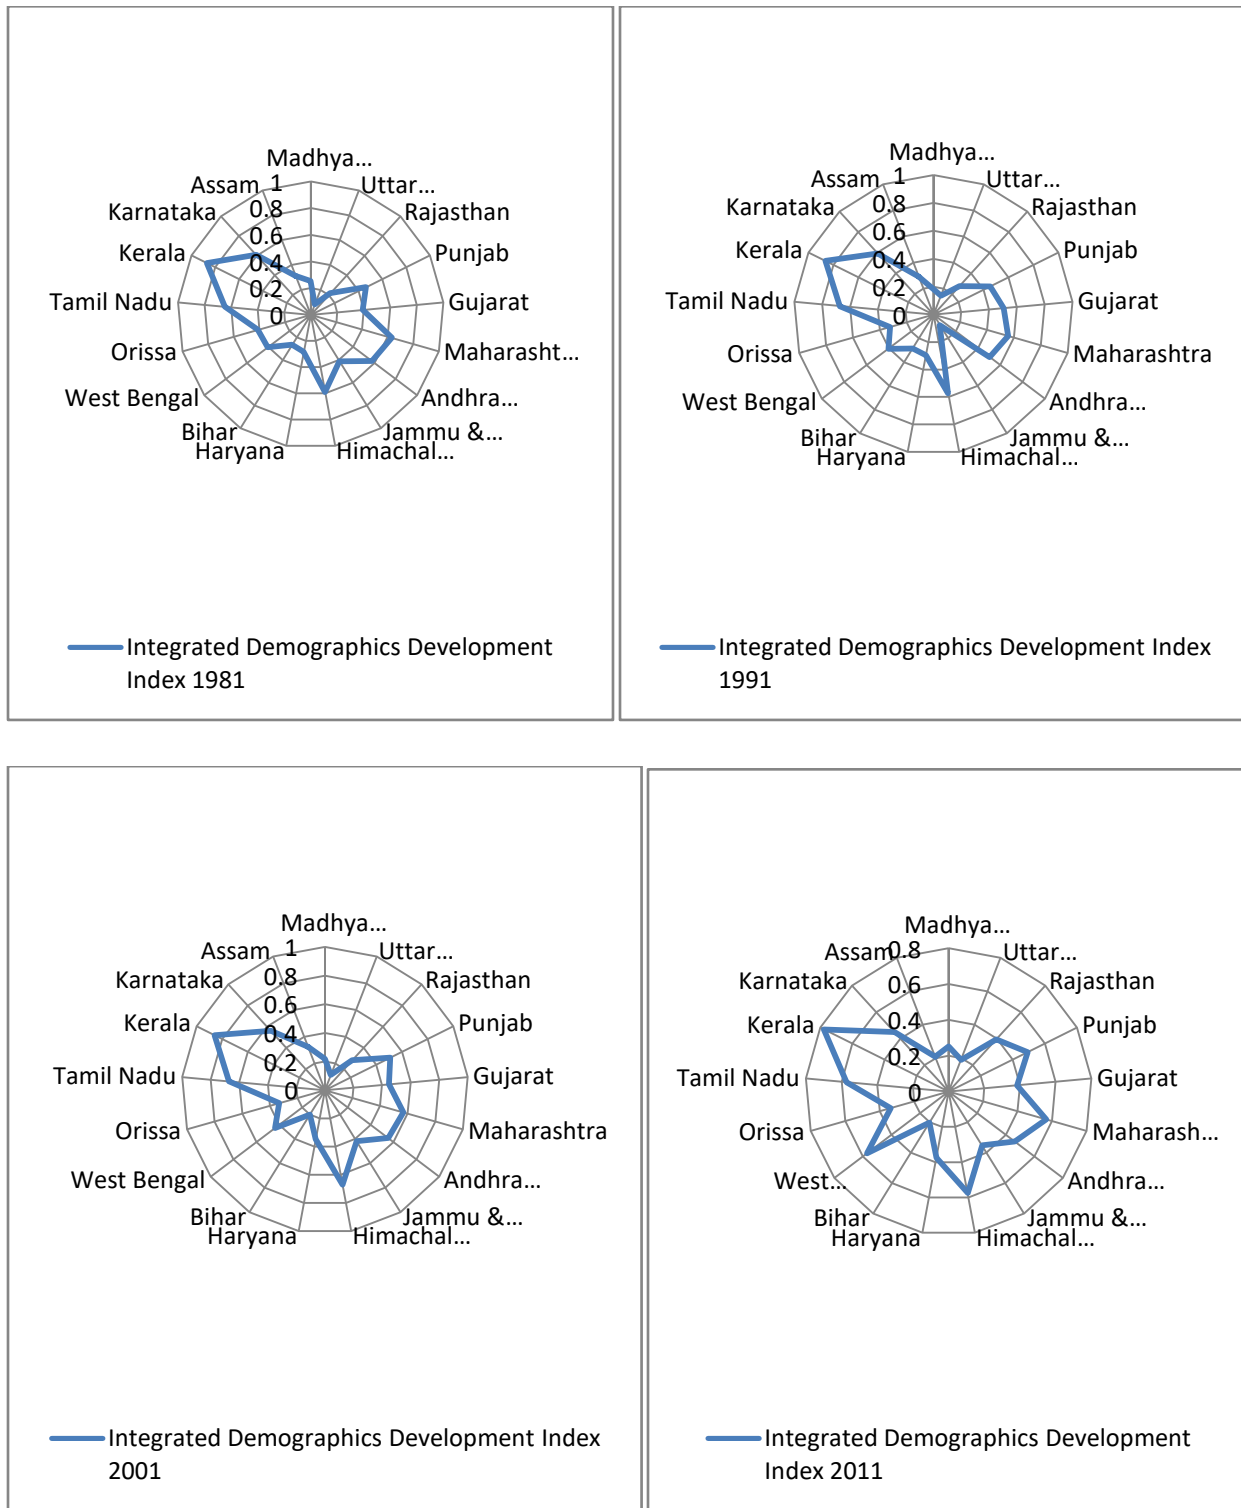 Madhya...
Assam 1 Uttar...
Karnataka 0.8 Rajasthan
0.6
Kerala 0.4 Punjab
0.2
Tamil Nadu 0 Gujarat
Orissa Maharasht...
West Bengal Andhra...
Bihar Jammu &...
Haryana Himachal...
Integrated Demographics Development
Index 1981
Madhya...
Assam 1 Uttar...
Karnataka 0.8 Rajasthan
0.6
Kerala 0.4 Punjab
0.2
Tamil Nadu 0 Gujarat
Orissa Maharashtra
West Bengal Andhra...
Bihar Jammu &...
Haryana Himachal...
Integrated Demographics Development Index
1991
Madhya...
Assam 1 Uttar...
Karnataka 0.8 Rajasthan
0.6
Kerala 0.4 Punjab
0.2
Tamil Nadu 0 Gujarat
Orissa Maharashtra
West Bengal Andhra...
Bihar Jammu &...
Haryana Himachal...
Integrated Demographics Development Index
2001
Madhya...
Assam 0.8 Uttar...
Karnataka 0.6 Rajasthan
Kerala 0.4 Punjab
0.2
Tamil Nadu 0 Gujarat
Orissa Maharash...
West... Andhra...
Bihar Jammu &...
Haryana Himachal...
Integrated Demographics Development
Index 2011